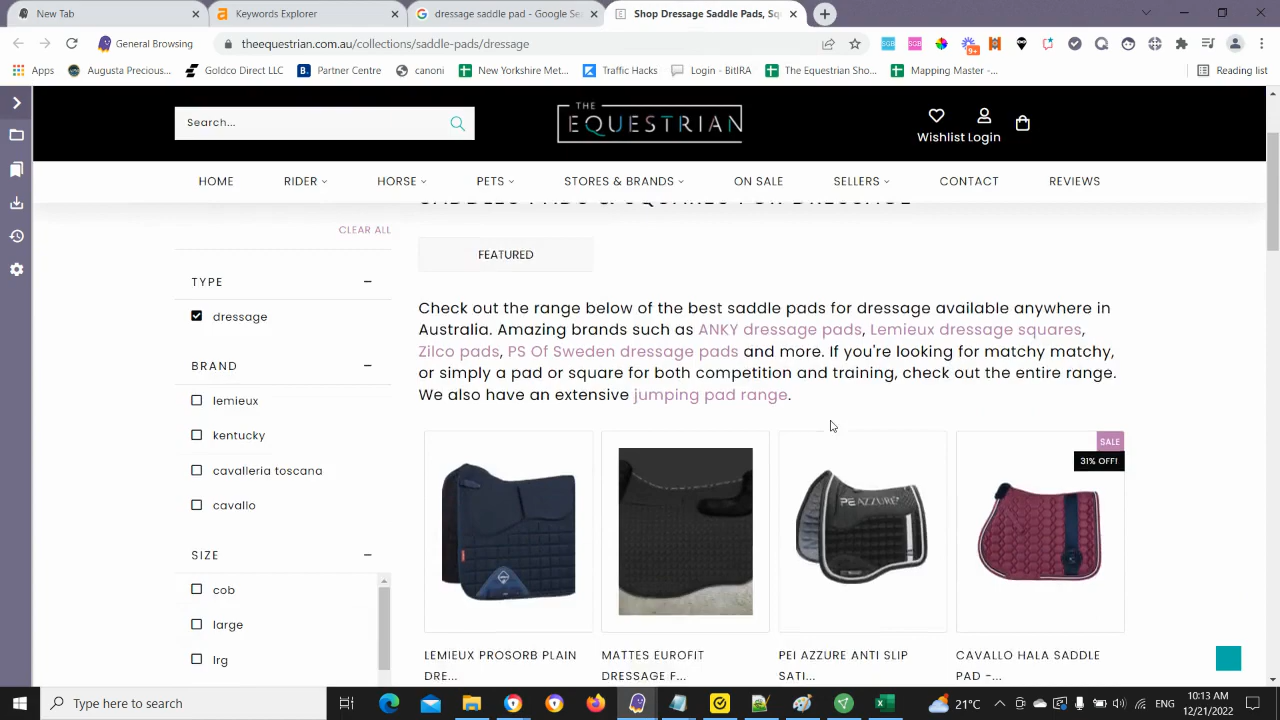 New Tab
Keywords Explorer
dressage saddle pad - Google Se
Shop Dressage Saddle Pads, Sq
General Browsing
theequestrian.com.au/collections/saddle-pads/dressage
9+
Apps
Augusta Precious...
Goldco Direct LLC
Partner Centre
canoni
New Yorkshire Met...
Traffic Hacks
Login - BitIRA
The Equestrian Sho...
Mapping Master -...
Reading list
Search...
THE
EQUESTRIAN
Wishlist Login
HOME
RIDER
HORSE
PETS
STORES & BRANDS
ON SALE
SELLERS
CONTACT
REVIEWS
SADDLES PADS & SQUARES FOR DRESSAGE
CLEAR ALL
FEATURED
TYPE
dressage
BRAND
lemieux
kentucky
cavalleria toscana
cavallo
SIZE
cob
large
lrg
Check out the range below of the best saddle pads for dressage available anywhere in
Australia. Amazing brands such as ANKY dressage pads, Lemieux dressage squares,
Zilco pads, PS Of Sweden dressage pads and more. If you're looking for matchy matchy,
or simply a pad or square for both competition and training, check out the entire range.
We also have an extensive jumping pad range.
SALE
31% OFF!
PE AZZURE
LEMIEUX PROSORB PLAIN
DRE...
MATTES EUROFIT
DRESSAGE F...
PEI AZZURE ANTI SLIP
SATI...
CAVALLO HALA SADDLE
PAD -...
Type here to search
21°C
ENG
10:13 AM
12/21/2022